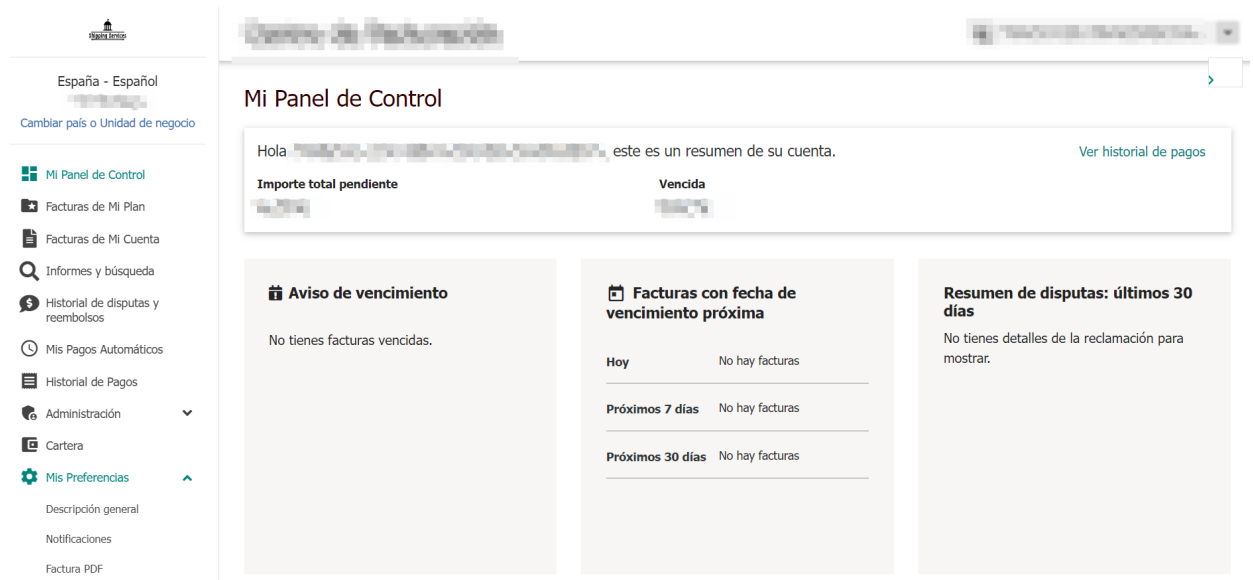 Shipping Services
España - Español
Cambiar país o Unidad de negocio
Mi Panel de Control
Facturas de Mi Plan
Facturas de Mi Cuenta
Informes y búsqueda
Historial de disputas y
reembolsos
Mis Pagos Automáticos
Historial de Pagos
Administración
Cartera
Mis Preferencias
Descripción general
Notificaciones
Factura PDF
Mi Panel de Control
Hola
este es un resumen de su cuenta.
Ver historial de pagos
Importe total pendiente
Vencida
Aviso de vencimiento
No tienes facturas vencidas.
Facturas con fecha de
vencimiento próxima
Hoy No hay facturas
Próximos 7 días No hay facturas
Próximos 30 días No hay facturas
Resumen de disputas: últimos 30
días
No tienes detalles de la reclamación para
mostrar.